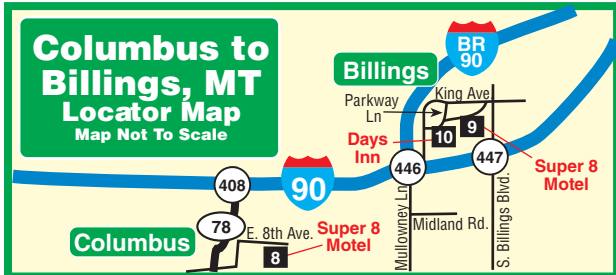 Columbus to
Billings, MT
Locator Map
Map Not To Scale
BR
90
Billings
King Ave.
Parkway
Ln
9
10
Days
Inn
446
447
Super 8
Motel
408
90
Mullowney Ln.
S. Billings Blvd.
78
E. 8th Ave.
Super 8
Motel
Midland Rd.
Columbus
8